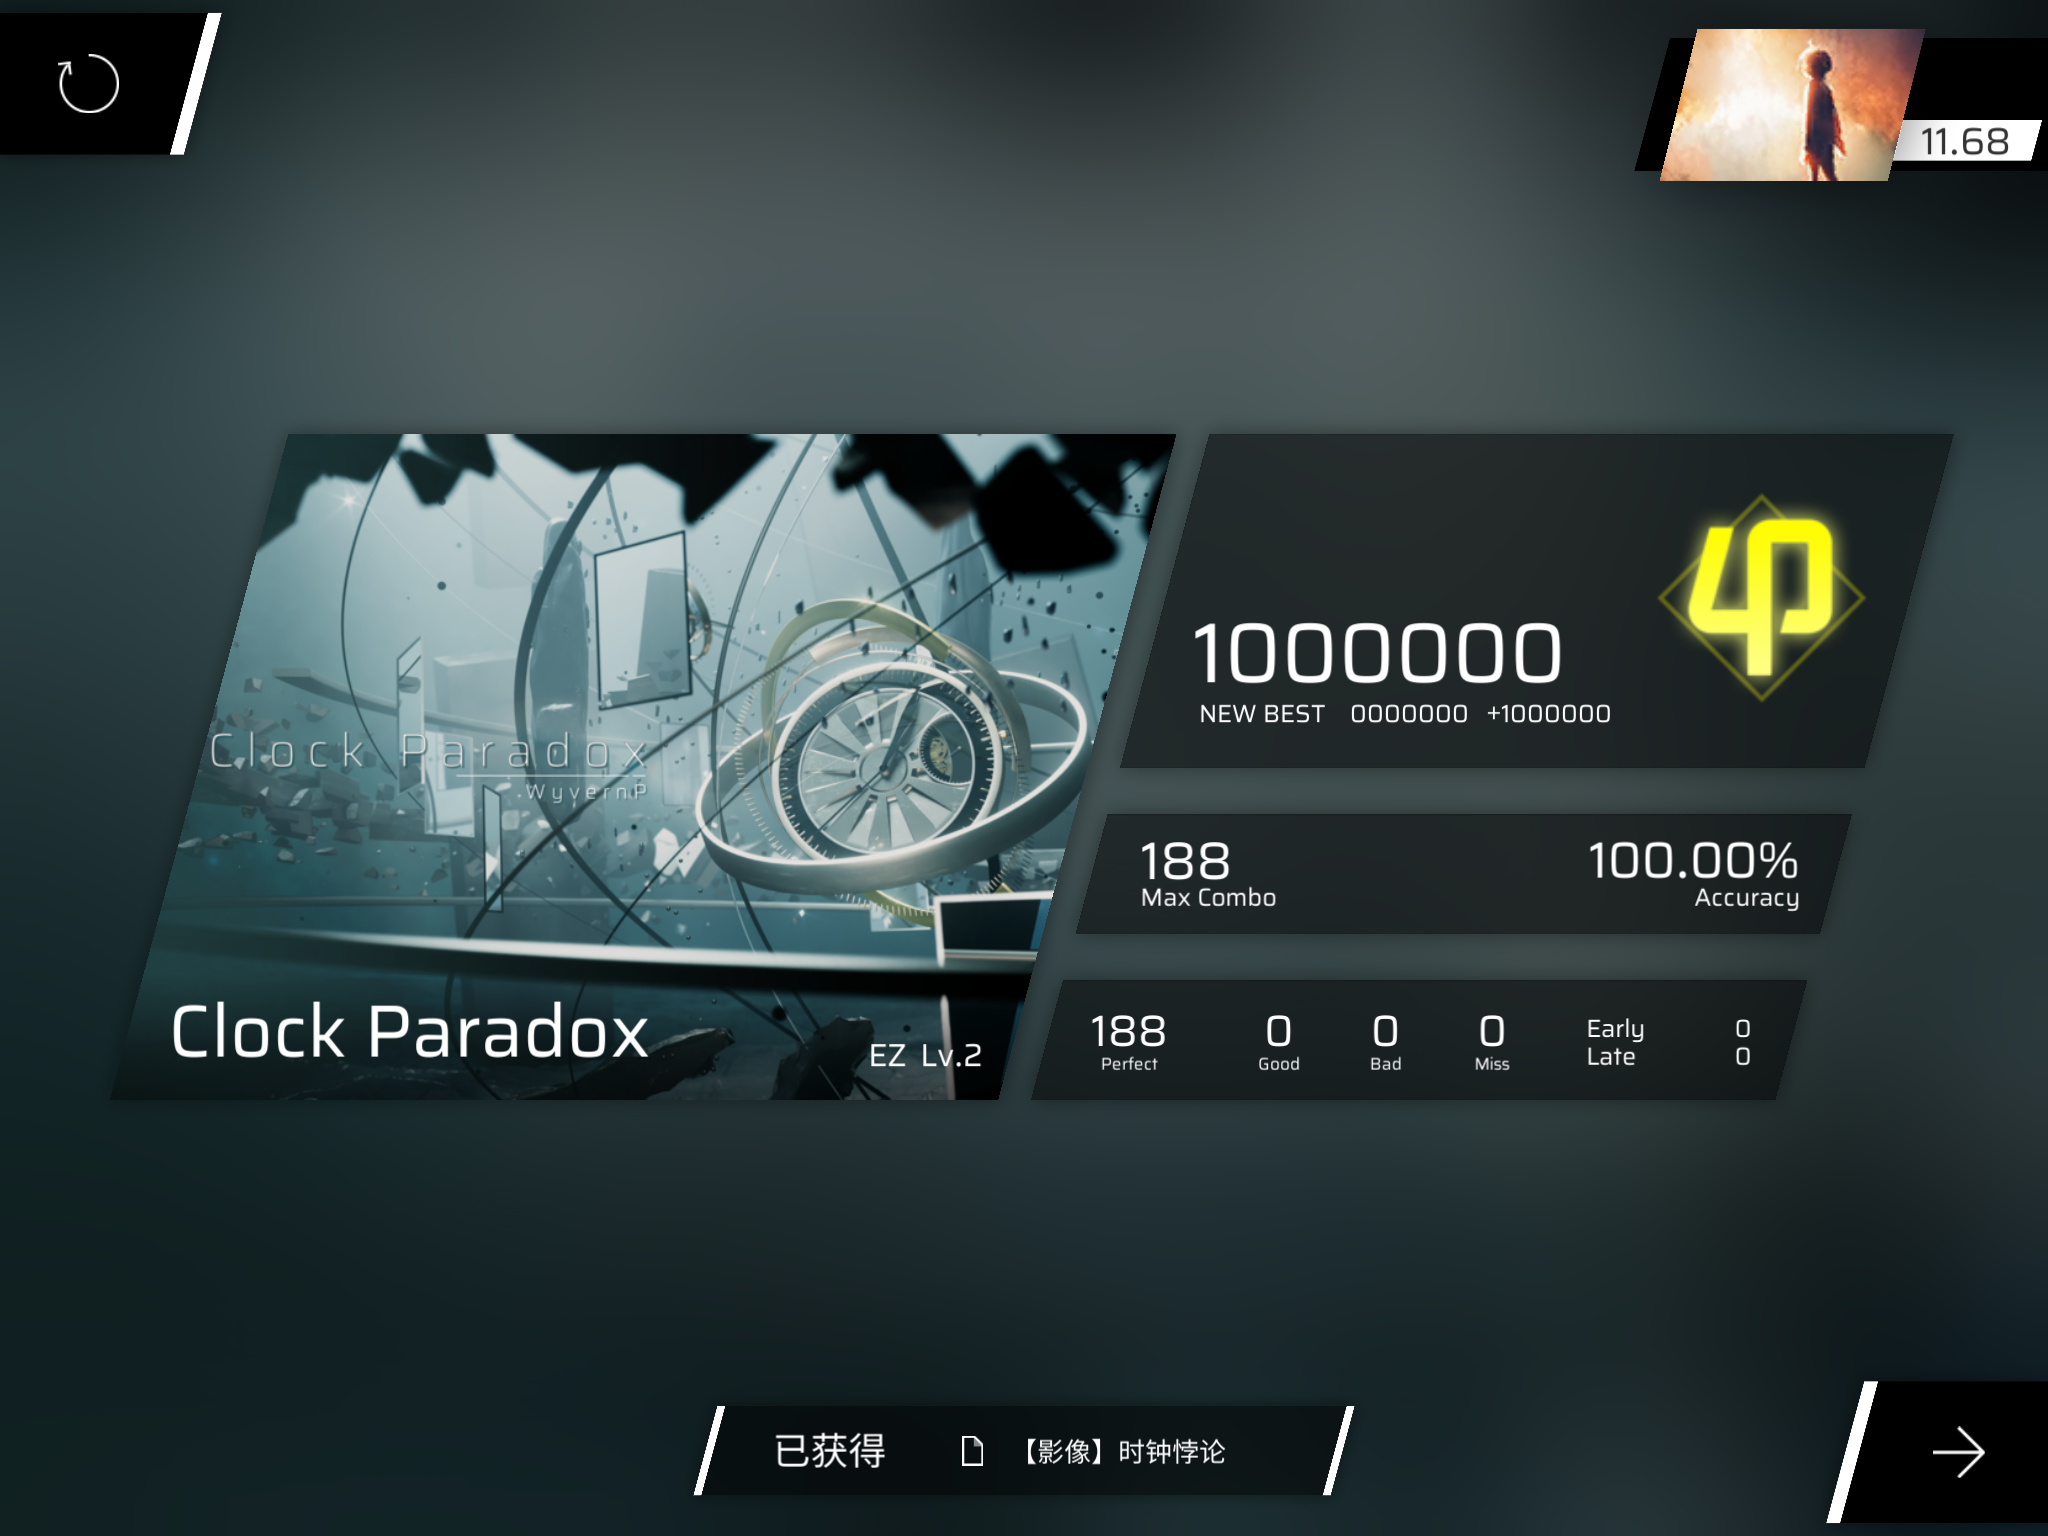 11.68
Clock Paradox
.WyvernP
Clock Paradox
EZ Lv.2
1000000
NEW BEST 0000000 +1000000
188
Max Combo
100.00%
Accuracy
188
Perfect
0
Good
0
Bad
0
Miss
Early 0
Late 0
已获得 【影像】时钟悖论